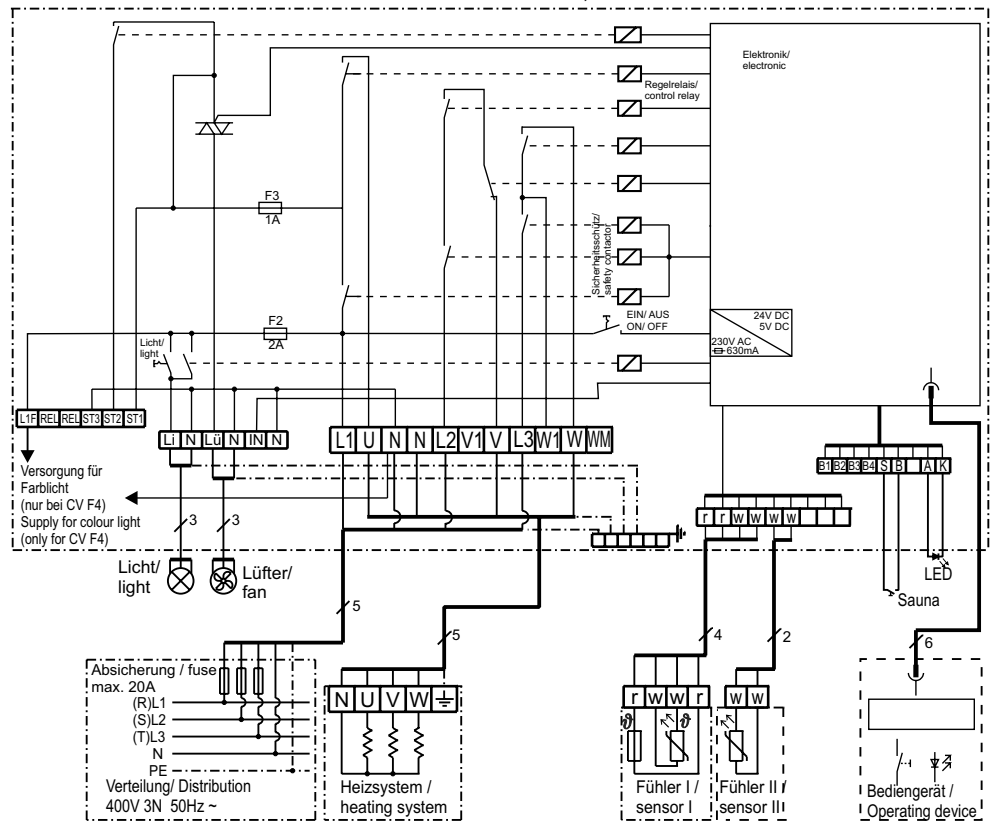 Elektronik/
electronic
Regelrelais/
control relay
F3
1A
Sicherheitsschütz/
safety contactor
F2
2A
EIN/ AUS
ON/ OFF
24V DC
5V DC
230V AC
630mA
Licht/
light
L1F REL REL ST3 ST2 ST1
Li N Lü N IN N
L1 U N N L2 V1 V L3 W1 W WM
B1 B2 B3 B4 S B A K
Versorgung für
Farblicht
(nur bei CV F4)
Supply for colour light
(only for CV F4)
r r w w w w
3
3
Licht/
light
Lüfter/
fan
LED
Sauna
5
5
4
2
6
Absicherung / fuse
max. 20A
(R)L1
(S)L2
(T)L3
N
PE
Verteilung/ Distribution
400V 3N 50Hz ~
N U V W
Heizsystem /
heating system
r w w r
ϑ ϑ
Fühler I /
sensor I
w w
Fühler II /
sensor II
Bediengerät /
Operating device